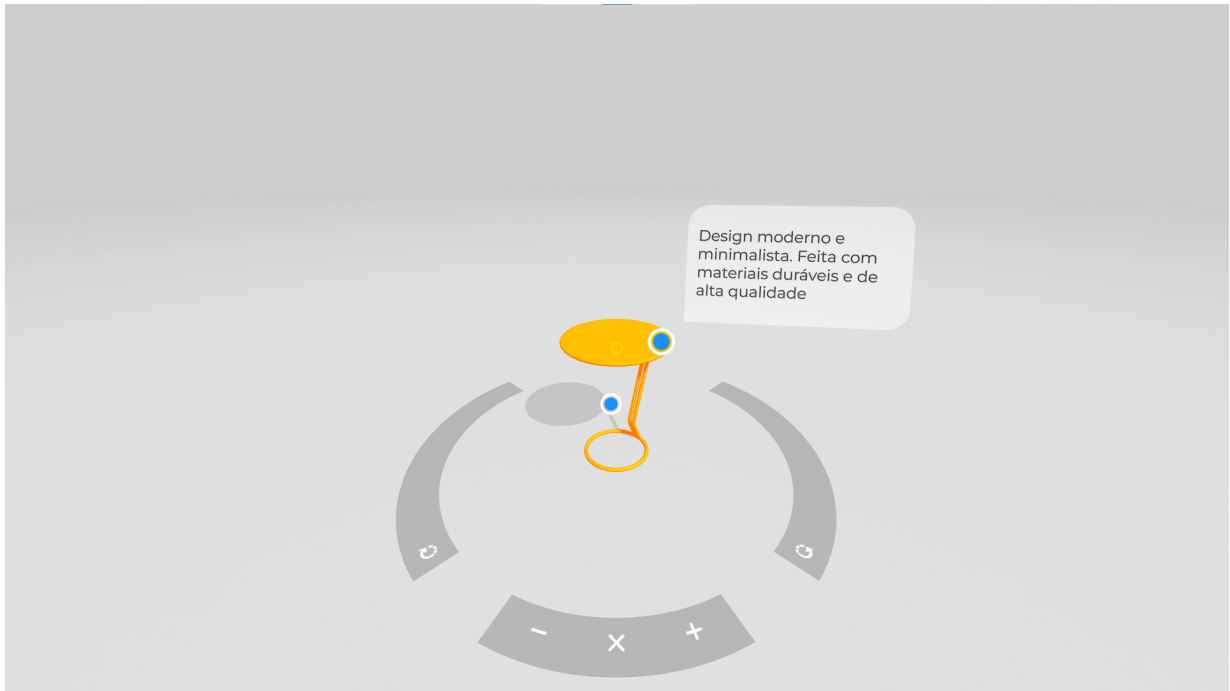 Design moderno e
minimalista. Feita com
materiais duráveis e de
alta qualidade